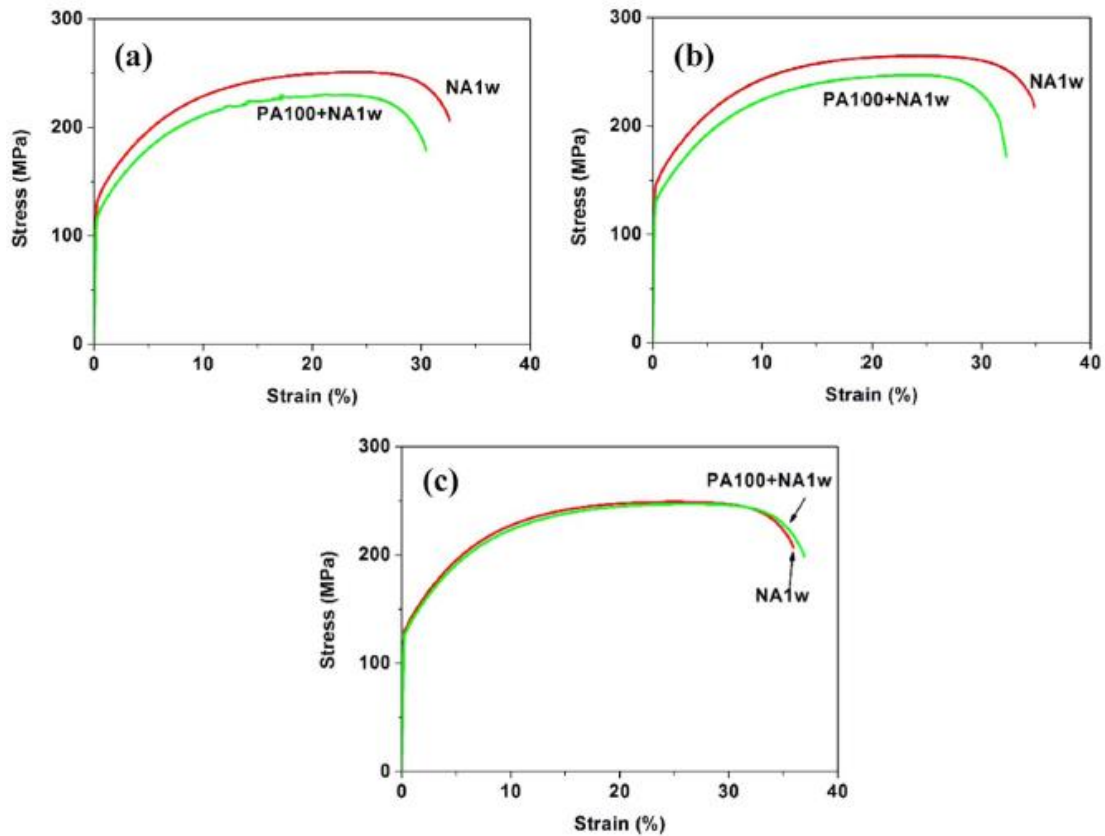 (a)
300
200
100
0
Stress (MPa)
NA1w
PA100+NA1w
0 10 20 30 40
Strain (%)
(b)
300
200
100
0
Stress (MPa)
NA1w
PA100+NA1w
0 10 20 30 40
Strain (%)
(c)
300
200
100
0
Stress (MPa)
PA100+NA1w
NA1w
0 10 20 30 40
Strain (%)